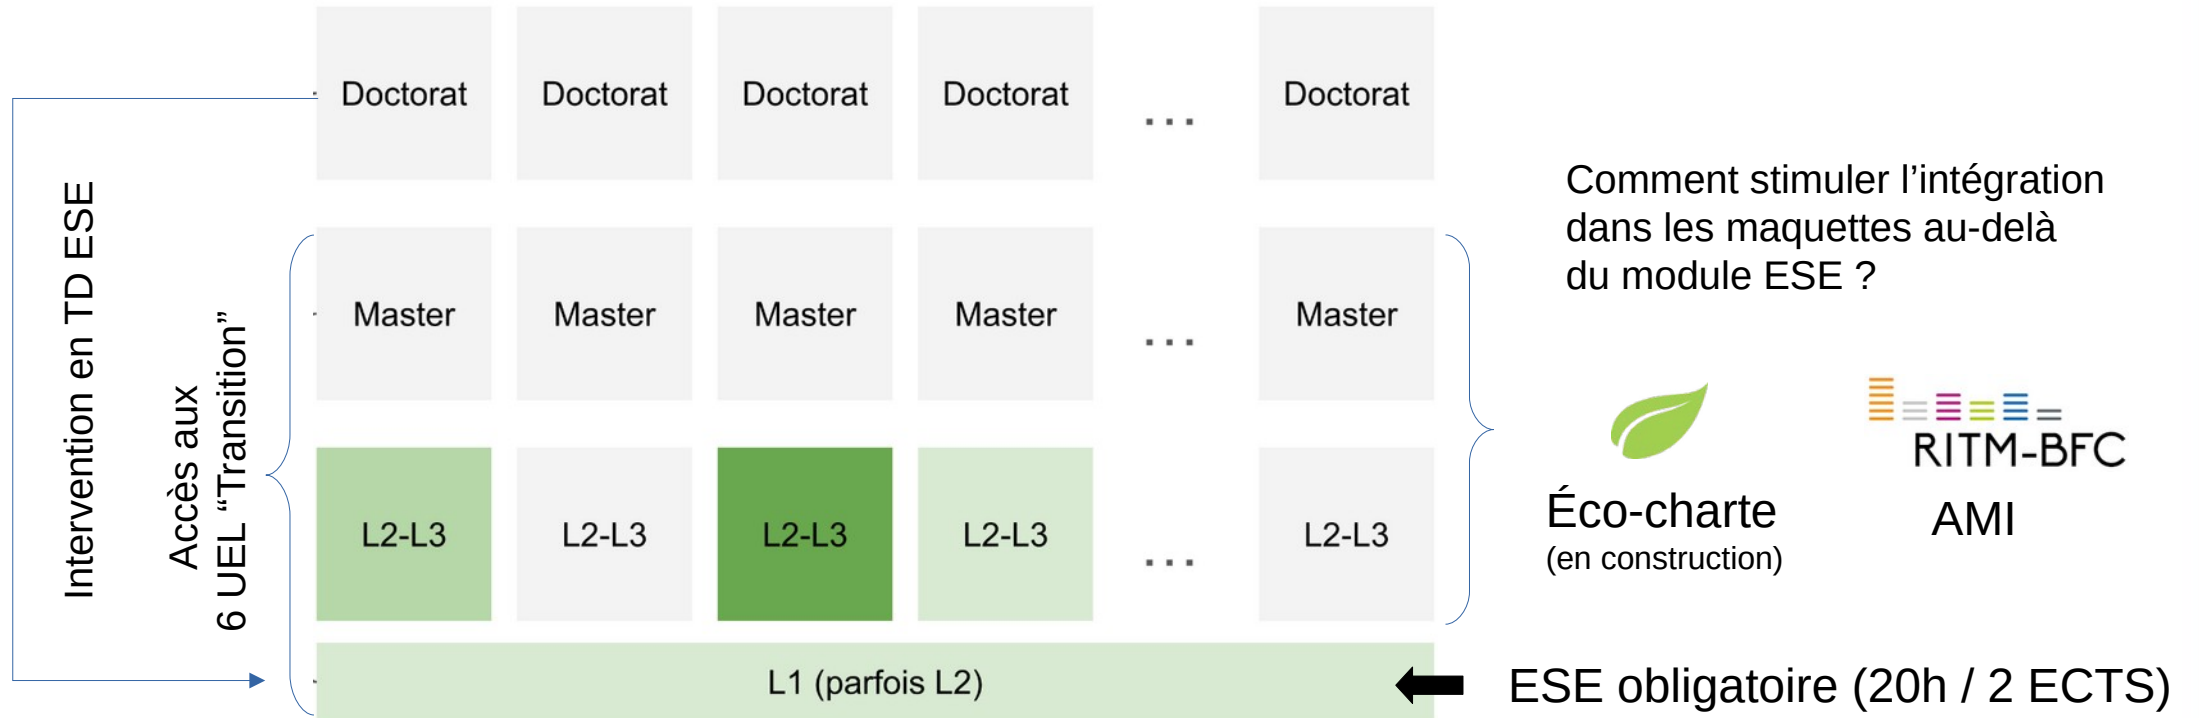 Doctorat
Doctorat
Doctorat
Doctorat
...
Doctorat
Intervention en TD ESE
Accès aux
6 UEL “Transition”
Master
Master
Master
Master
...
Master
Comment stimuler l’intégration
dans les maquettes au-delà
du module ESE ?
L2-L3
L2-L3
L2-L3
L2-L3
...
L2-L3
Éco-charte
(en construction)
RITM-BFC
AMI
L1 (parfois L2)
ESE obligatoire (20h / 2 ECTS)